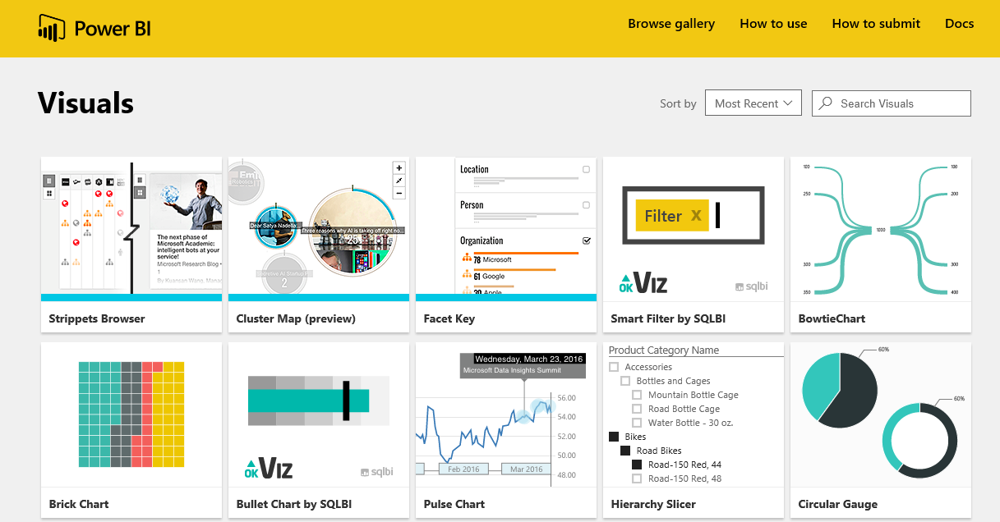 Power BI
Browse gallery
How to use
How to submit
Docs
Visuals
Sort by
Most Recent
Search Visuals
The next phase of
Microsoft Academic:
intelligent bots at your
service!
Microsoft Research Blog •
1
By Kuansan Wang, Manag
Strippets Browser
Dear Satya Nadella:
Three reasons why AI is taking off right no...
2
Cluster Map (preview)
Location
Person
Organization
78 Microsoft
61 Google
30 Apple
Facet Key
Filter X
OK Viz
sqlbi
Smart Filter by SQLBI
100
250
300
350
1000
100
200
300
400
BowtieChart
Brick Chart
OK Viz
sqlbi
Bullet Chart by SQLBI
Wednesday, March 23, 2016
Microsoft Data Insights Summit
56.00
54.00
52.00
50.00
48.00
Feb 2016
Mar 2016
Pulse Chart
Product Category Name
Accessories
Bottles and Cages
Mountain Bottle Cage
Road Bottle Cage
Water Bottle - 30 oz.
Bikes
Road Bikes
Road-150 Red, 44
Road-150 Red, 48
Hierarchy Slicer
60%
60%
Circular Gauge